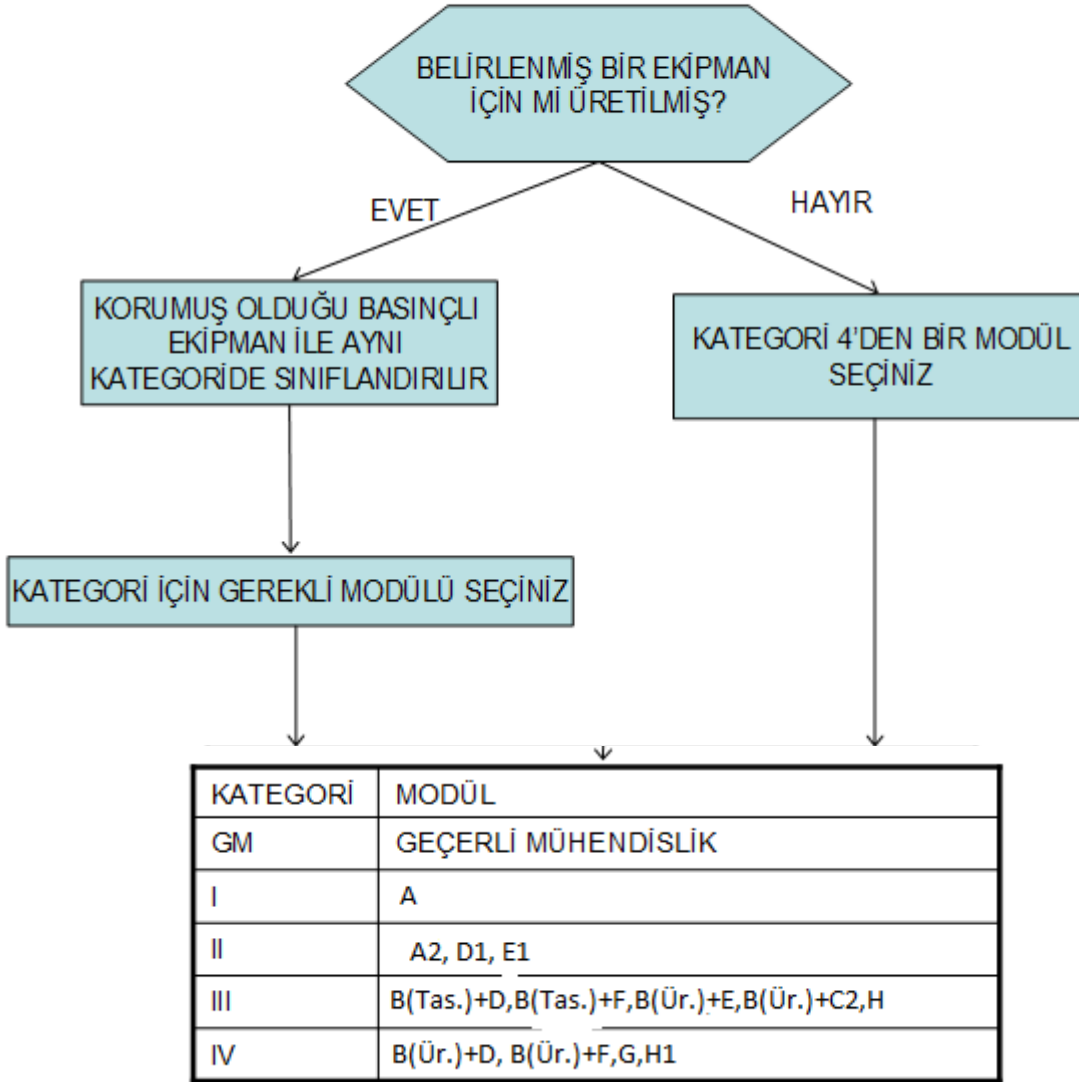 BELİRLENMİŞ BİR EKİPMAN
İÇİN Mİ ÜRETİLMİŞ?
EVET
HAYIR
KORUMUŞ OLDUĞU BASINÇLI
EKİPMAN İLE AYNI
KATEGORİDE SINIFLANDIRILIR
KATEGORİ 4'DEN BİR MODÜL
SEÇİNİZ
KATEGORİ İÇİN GEREKLİ MODÜLÜ SEÇİNİZ
KATEGORİ MODÜL
GM GEÇERLİ MÜHENDİSLİK
I A
II A2, D1, E1
III B(Tas.)+D,B(Tas.)+F,B(Ür.)+E,B(Ür.)+C2,H
IV B(Ür.)+D, B(Ür.)+F,G,H1